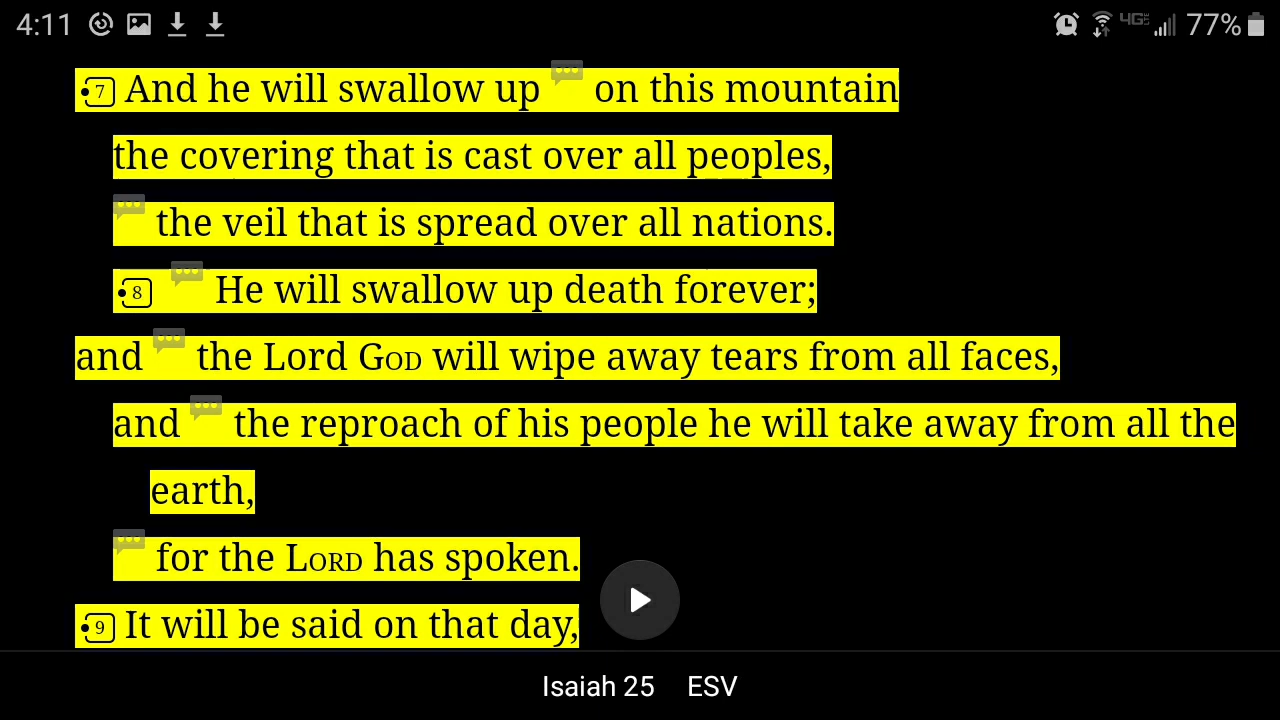 4:11 4G 77%
7 And he will swallow up on this mountain
the covering that is cast over all peoples,
the veil that is spread over all nations.
8 He will swallow up death forever;
and the Lord GOD will wipe away tears from all faces,
and the reproach of his people he will take away from all the
earth,
for the LORD has spoken.
9 It will be said on that day,
Isaiah 25 ESV